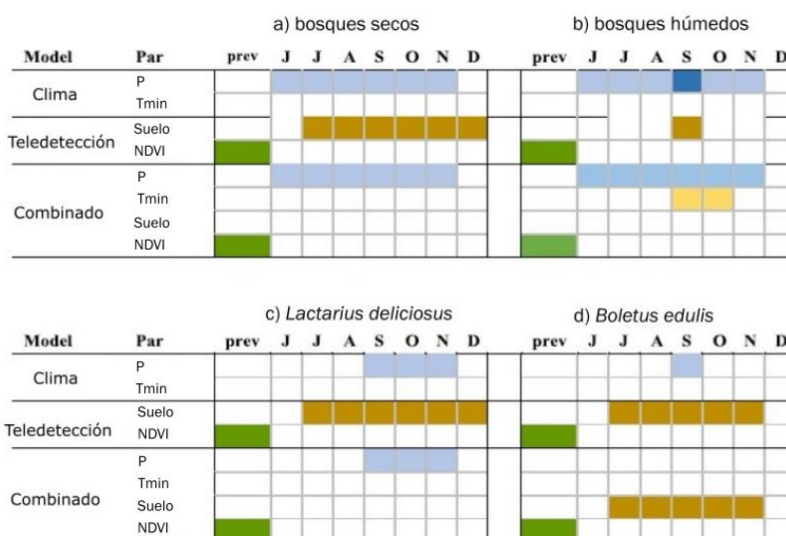 a) bosques secos b) bosques húmedos
Model Par prev J J A S O N D prev J J A S O N D
Clima P
Tmin
Teledetección Suelo
NDVI
Combinado P
Tmin
Suelo
NDVI
c) Lactarius deliciosus d) Boletus edulis
Model Par prev J J A S O N D prev J J A S O N D
Clima P
Tmin
Teledetección Suelo
NDVI
Combinado P
Tmin
Suelo
NDVI